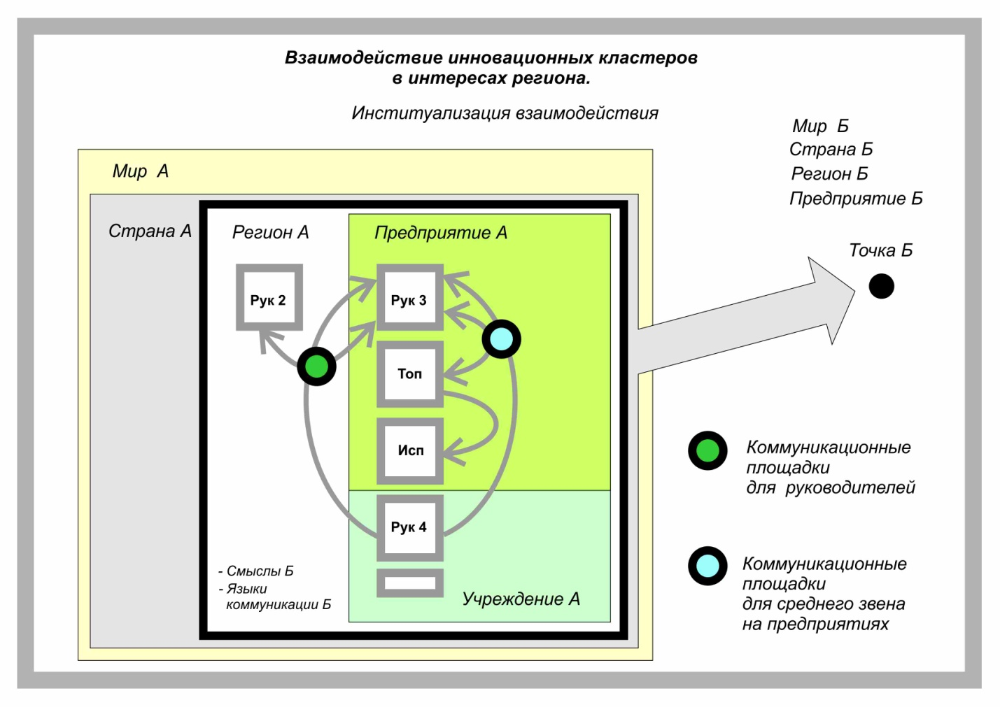 Взаимодействие инновационных кластеров
в интересах региона.
Институализация взаимодействия
Мир Б
Страна Б
Регион Б
Предприятие Б
Точка Б
Мир А
Страна А
Регион А
Предприятие А
Рук 2
Рук 3
Топ
Исп
Рук 4
- Смыслы Б
- Языки
коммуникации Б
Учреждение А
Коммуникационные
площадки
для руководителей
Коммуникационные
площадки
для среднего звена
на предприятиях